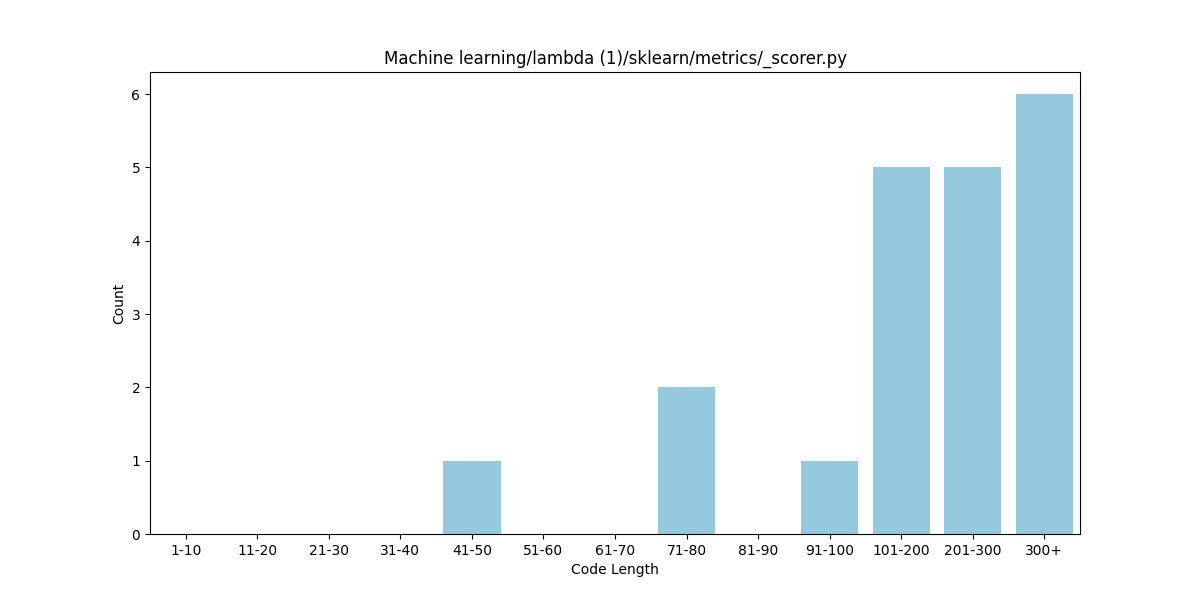 Machine learning/lambda (1)/sklearn/metrics/_scorer.py
6
5
4
3
2
1
0
Count
1-10 11-20 21-30 31-40 41-50 51-60 61-70 71-80 81-90 91-100 101-200 201-300 300+
Code Length